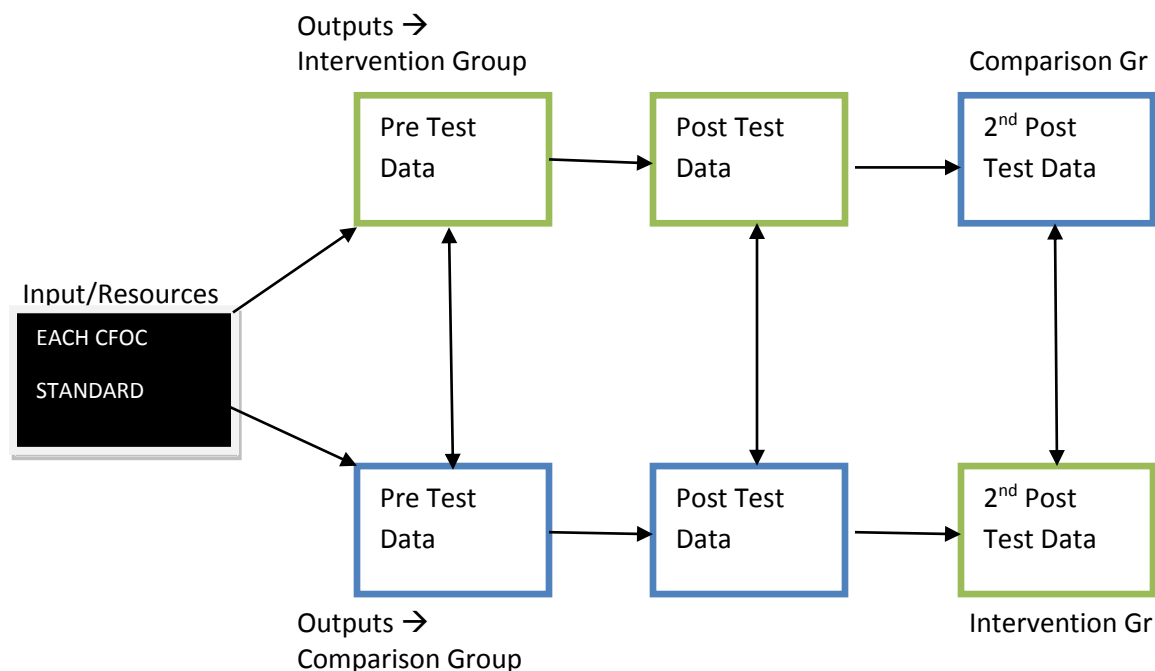 Outputs →
Intervention Group
Comparison Gr
Pre Test
Data
Post Test
Data
2nd Post
Test Data
Input/Resources
EACH CFOC
STANDARD
Pre Test
Data
Post Test
Data
2nd Post
Test Data
Outputs →
Comparison Group
Intervention Gr